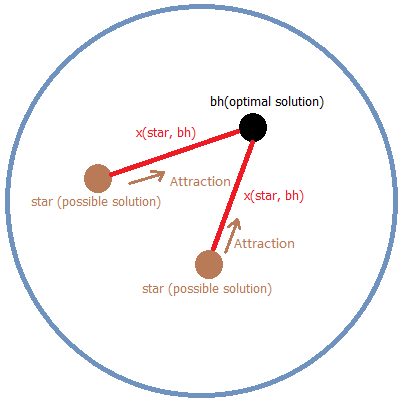 bh(optimal solution)
x(star, bh)
Attraction
star (possible solution)
x(star, bh)
Attraction
star (possible solution)